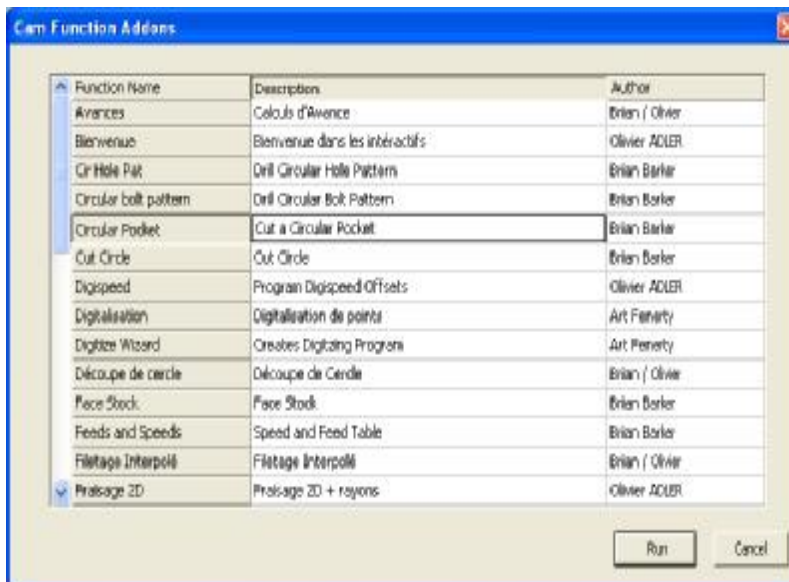 Cam Function Addons
Function Name Description Author
Avances Calculs d'Avance Brian / Olivier
Bienvenue Bienvenue dans les intéractifs Olivier ADLER
Cir Hole Pat Drill Circular Hole Pattern Brian Barker
Circular bolt pattern Drill Circular Bolt Pattern Brian Barker
Circular Pocket Cut a Circular Pocket Brian Barker
Cut Circle Cut Circle Brian Barker
Digispeed Program Digispeed Offsets Olivier ADLER
Digitalisation Digitalisation de points Art Fenerty
Digitize Wizard Creates Digitzing Program Art Fenerty
Découpe de cercle Découpe de Cercle Brian / Olivier
Face Stock Face Stock Brian Barker
Feeds and Speeds Speed and Feed Table Brian Barker
Filetage Interpolé Filetage Interpolé Brian / Olivier
Fraisage 2D Fraisage 2D + rayons Olivier ADLER
Run Cancel